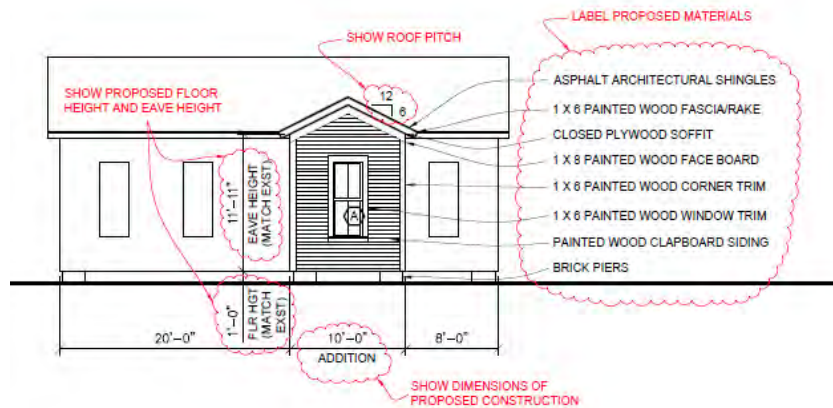 LABEL PROPOSED MATERIALS
SHOW ROOF PITCH
SHOW PROPOSED FLOOR
HEIGHT AND EAVE HEIGHT
12
6
ASPHALT ARCHITECTURAL SHINGLES
1 X 6 PAINTED WOOD FASCIA/RAKE
CLOSED PLYWOOD SOFFIT
1 X 8 PAINTED WOOD FACE BOARD
1 X 6 PAINTED WOOD CORNER TRIM
1 X 6 PAINTED WOOD WINDOW TRIM
PAINTED WOOD CLAPBOARD SIDING
BRICK PIERS
11'-11"
EAVE HEIGHT
(MATCH EXST)
A
1'-0"
FLR HGT
(MATCH
EXST)
20'-0"
10'-0"
8'-0"
ADDITION
SHOW DIMENSIONS OF
PROPOSED CONSTRUCTION